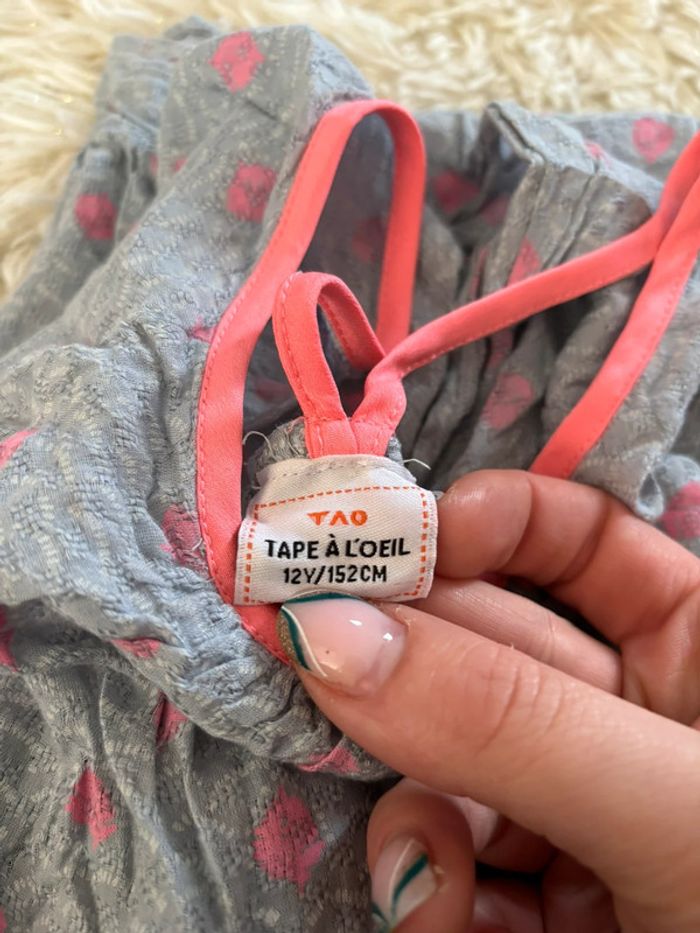 TAO
TAPE À L'OEIL
12Y/152CM